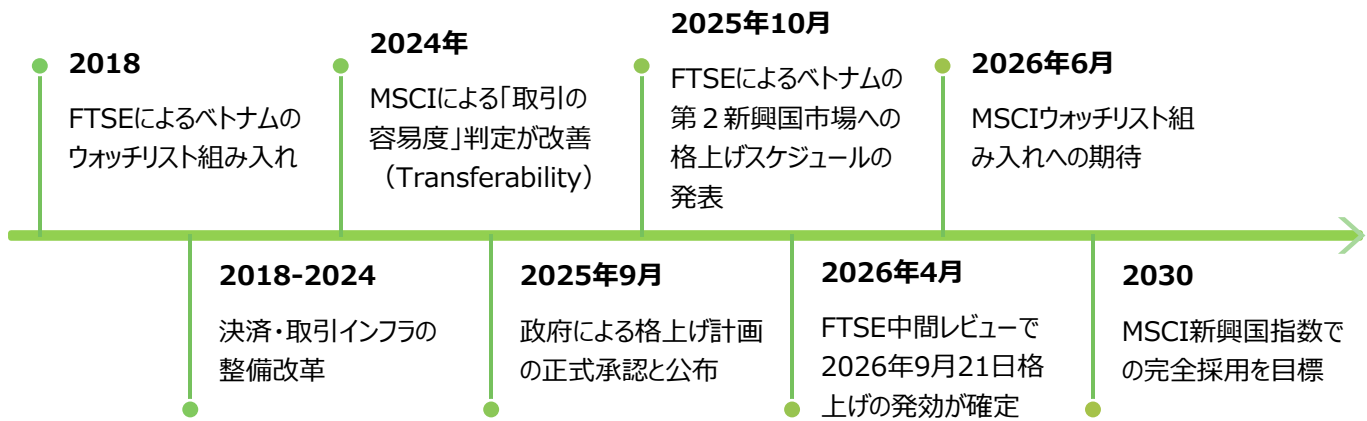 2018
FTSEによるベトナムの
ウォッチリスト組み入れ
2018-2024
決済・取引インフラの
整備改革
2024年
MSCIによる「取引の
容易度」判定が改善
（Transferability）
2025年9月
政府による格上げ計画
の正式承認と公布
2025年10月
FTSEによるベトナムの
第２新興国市場への
格上げスケジュールの
発表
2026年4月
FTSE中間レビューで
2026年9月21日格
上げの発効が確定
2026年6月
MSCIウォッチリスト組
み入れへの期待
2030
MSCI新興国指数で
の完全採用を目標